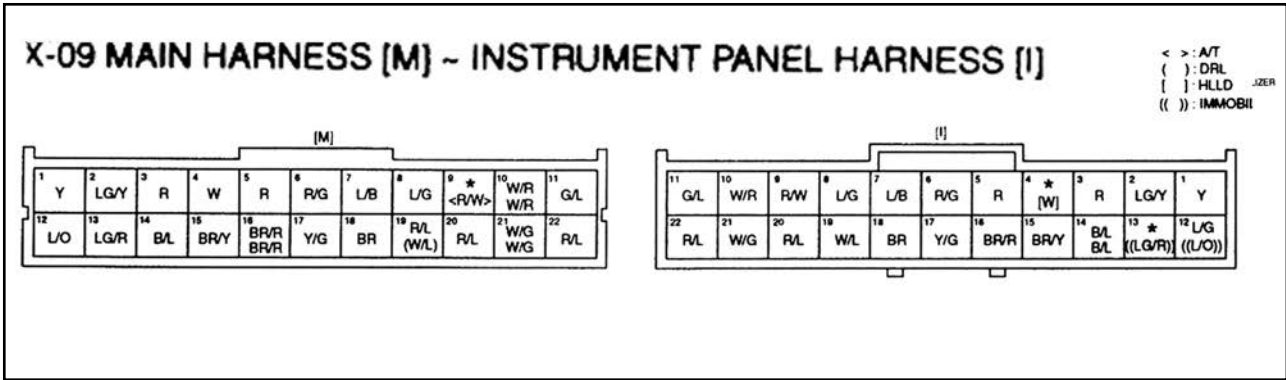 X-09 MAIN HARNESS [M] ~ INSTRUMENT PANEL HARNESS [I]
< > : A/T
( ) : DRL
[ ] : HLLD IZER
(( )) : IMMOBIL
[M]
1 Y 2 LG/Y 3 R 4 W 5 R 6 R/G 7 L/B 8 L/G 9 * <R/W> 10 W/R W/R 11 G/L
12 L/O 13 LG/R 14 B/L 15 BR/Y 16 BR/R BR/R 17 Y/G 18 BR 19 R/L (W/L) 20 R/L 21 W/G W/G 22 R/L
[I]
11 G/L 10 W/R 9 R/W 8 L/G 7 L/B 6 R/G 5 R 4 * [W] 3 R 2 LG/Y 1 Y
22 R/L 21 W/G 20 R/L 19 W/L 18 BR 17 Y/G 16 BR/R 15 BR/Y 14 B/L B/L 13 * ((LG/R)) 12 L/G ((L/O))